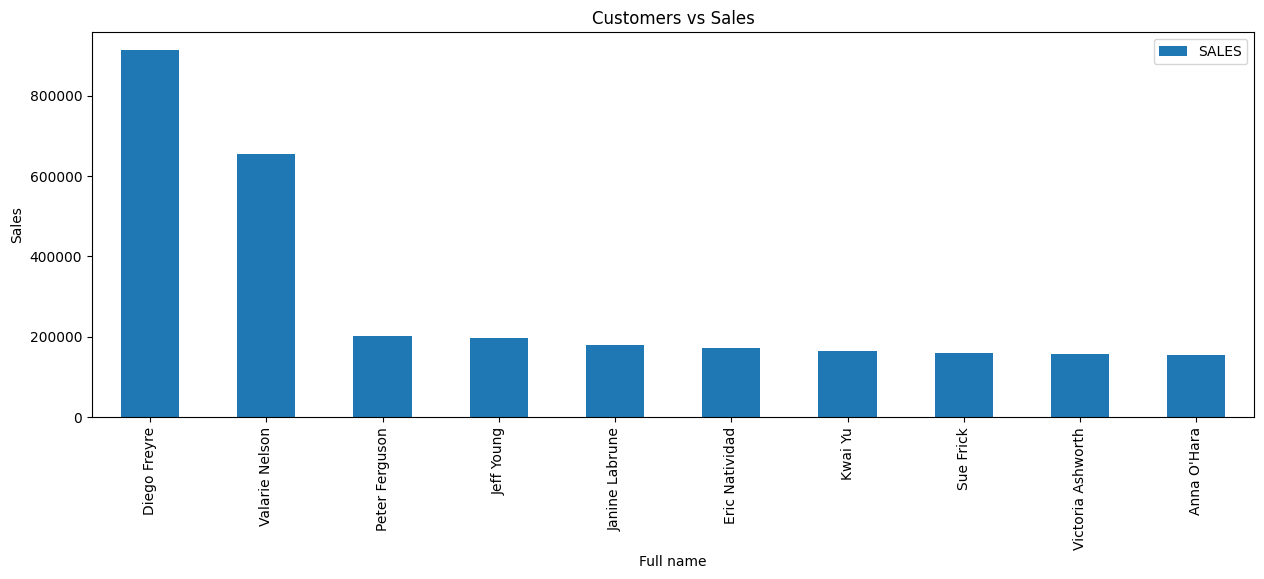 Customers vs Sales
SALES
800000
600000
400000
200000
0
Sales
Diego Freyre
Valarie Nelson
Peter Ferguson
Jeff Young
Janine Labrune
Eric Natividad
Kwai Yu
Sue Frick
Victoria Ashworth
Anna O'Hara
Full name